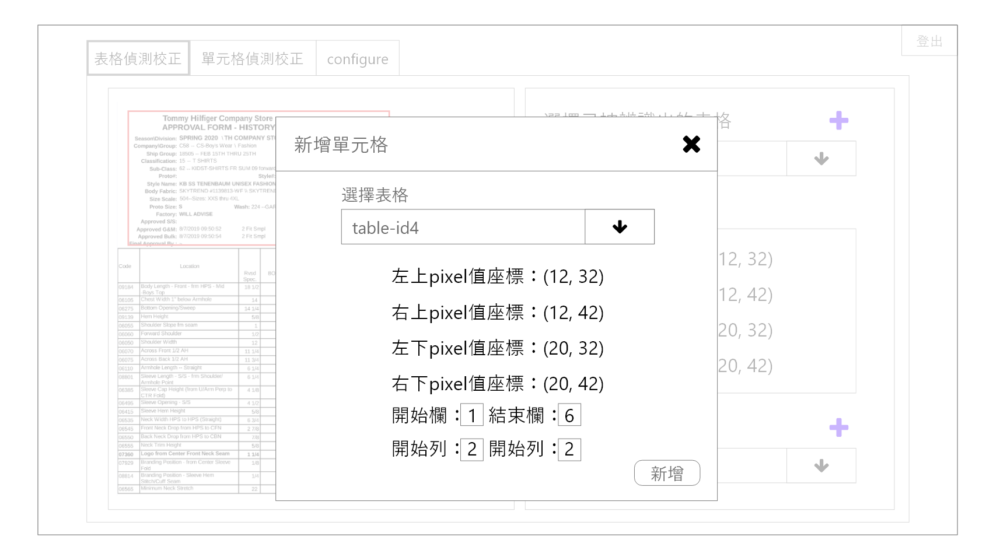 登出
表格偵測校正
單元格偵測校正
configure
Tommy Hilfiger Company Store
APPROVAL FORM - HISTORY
Season\Division: SPRING 2020 \ TH COMPANY
Company\Group: C58 -- CS-Boy's Wear \ Fashion
Ship Group: 18505 -- FEB 15TH THRU 25TH
Classification: 15 -- T SHIRTS
Sub-Class: 62 -- KIDST-SHIRTS FR SUM 09 forward
Proto#: Style#:
Style Name: KB SS TENENBAUM UNISEX FASHION
Body Fabric: SKYTREND #1139813-WF \\ SKYTREND
Size Scale: 504--Sizes: XXS thru 4XL
Proto Size: S Wash: 224
Factory: WILL ADVISE
Approved S/S:
Approved G&M: 8/7/2019 09:50:52 2 Fit Smpl
Approved Bulk: 8/7/2019 09:50:54 2 Fit Smpl
Final Approval By : -
Code Location Rvsd Spec.
09184 Body Length - Front - frm HPS - Mid -Boys Top 18 1/2
06105 Chest Width 1" below Armhole 14
06275 Bottom Opening/Sweep 14 1/4
09139 Hem Height 5/8
06055 Shoulder Slope fm seam 1
06060 Forward Shoulder 1/2
06050 Shoulder Width 12
06070 Across Front 1/2 AH 11 1/4
06075 Across Back 1/2 AH 11 3/4
06110 Armhole Length -- Straight 6 1/4
08801 Sleeve Length - S/S - frm Shoulder/ Armhole Point 6 1/4
06385 Sleeve Cap Height (from U/Arm Perp to CTR Fold) 4 1/8
06495 Sleeve Opening - S/S 4 1/2
06415 Sleeve Hem Height 5/8
06535 Neck Width HPS to HPS (Straight) 6 3/4
06545 Front Neck Drop from HPS to CFN 2 7/8
06550 Back Neck Drop from HPS to CBN 7/8
06555 Neck Trim Height 5/8
07360 Logo from Center Front Neck Seam 1 1/4
07929 Branding Position - from Center Sleeve Fold 1/8
08814 Branding Position - Sleeve Hem Stitch/Cuff Seam 1/4
06565 Minimum Neck Stretch 22
新增單元格
選擇表格
table-id4
左上pixel值座標：(12, 32)
右上pixel值座標：(12, 42)
左下pixel值座標：(20, 32)
右下pixel值座標：(20, 42)
開始欄：1 結束欄：6
開始列：2 開始列：2
新增
選擇已被辨識出的表格
12, 32)
12, 42)
20, 32)
20, 42)